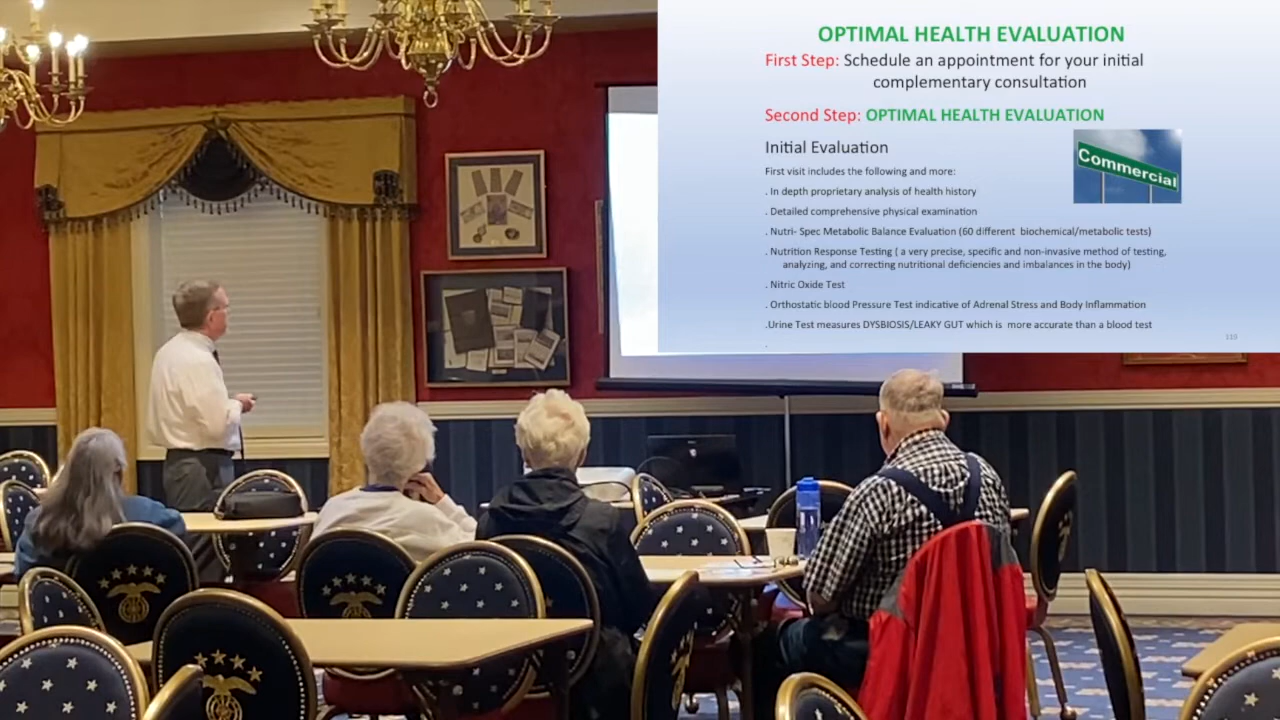 OPTIMAL HEALTH EVALUATION
First Step: Schedule an appointment for your initial
complementary consultation
Second Step: OPTIMAL HEALTH EVALUATION
Initial Evaluation
Commercial
First visit includes the following and more:
. In depth proprietary analysis of health history
. Detailed comprehensive physical examination
. Nutri- Spec Metabolic Balance Evaluation (60 different biochemical/metabolic tests)
. Nutrition Response Testing ( a very precise, specific and non-invasive method of testing,
analyzing, and correcting nutritional deficiencies and imbalances in the body)
. Nitric Oxide Test
. Orthostatic blood Pressure Test indicative of Adrenal Stress and Body Inflammation
.Urine Test measures DYSBIOSIS/LEAKY GUT which is more accurate than a blood test
.